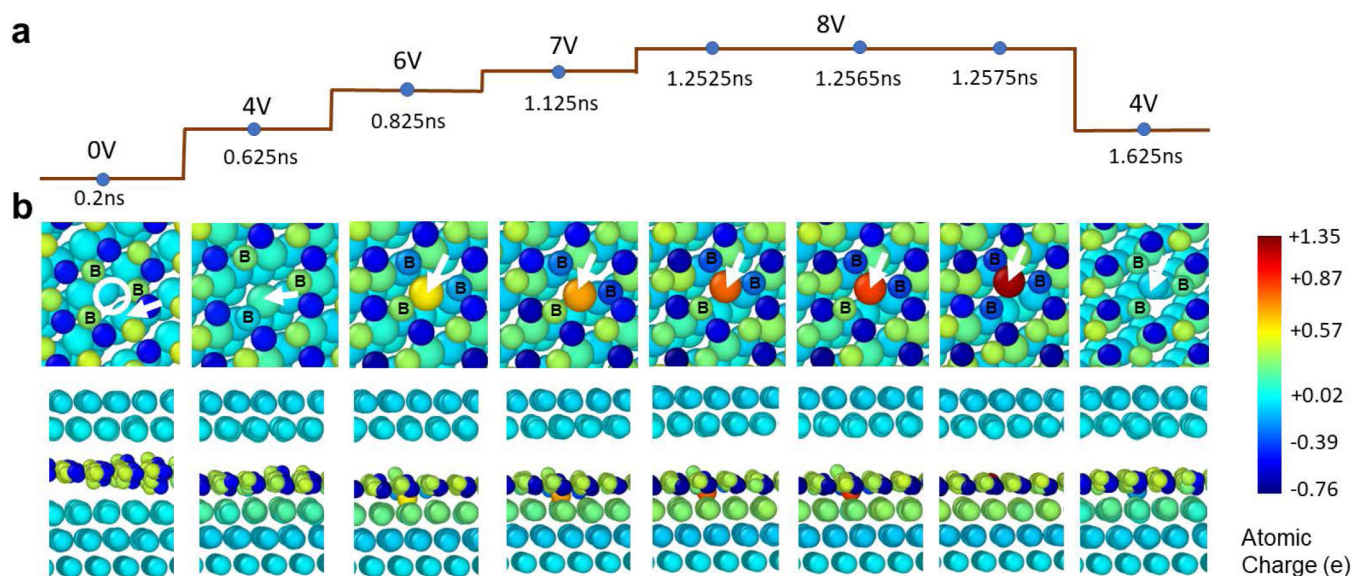 a
0V
4V
6V
7V
8V
4V
0.2ns
0.625ns
0.825ns
1.125ns
1.2525ns
1.2565ns
1.2575ns
1.625ns
b
B B B
B B B
B B B
B B B
B B B
B B B
B B B
B B B
+1.35
+0.87
+0.57
+0.02
-0.39
-0.76
Atomic
Charge (e)